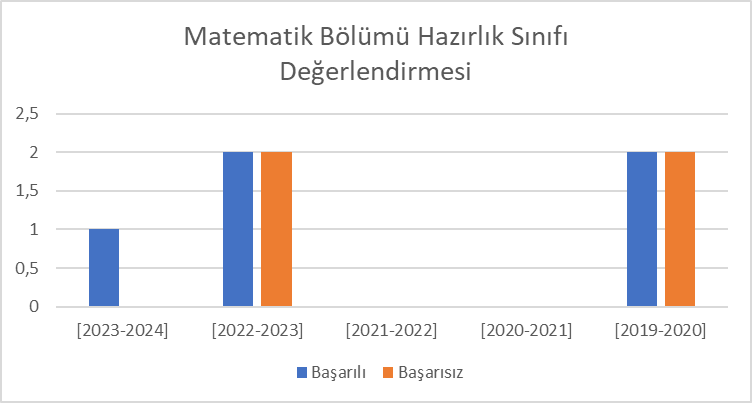 Matematik Bölümü Hazırlık Sınıfı
Değerlendirmesi
2,5
2
1,5
1
0,5
0
[2023-2024] [2022-2023] [2021-2022] [2020-2021] [2019-2020]
Başarılı Başarısız